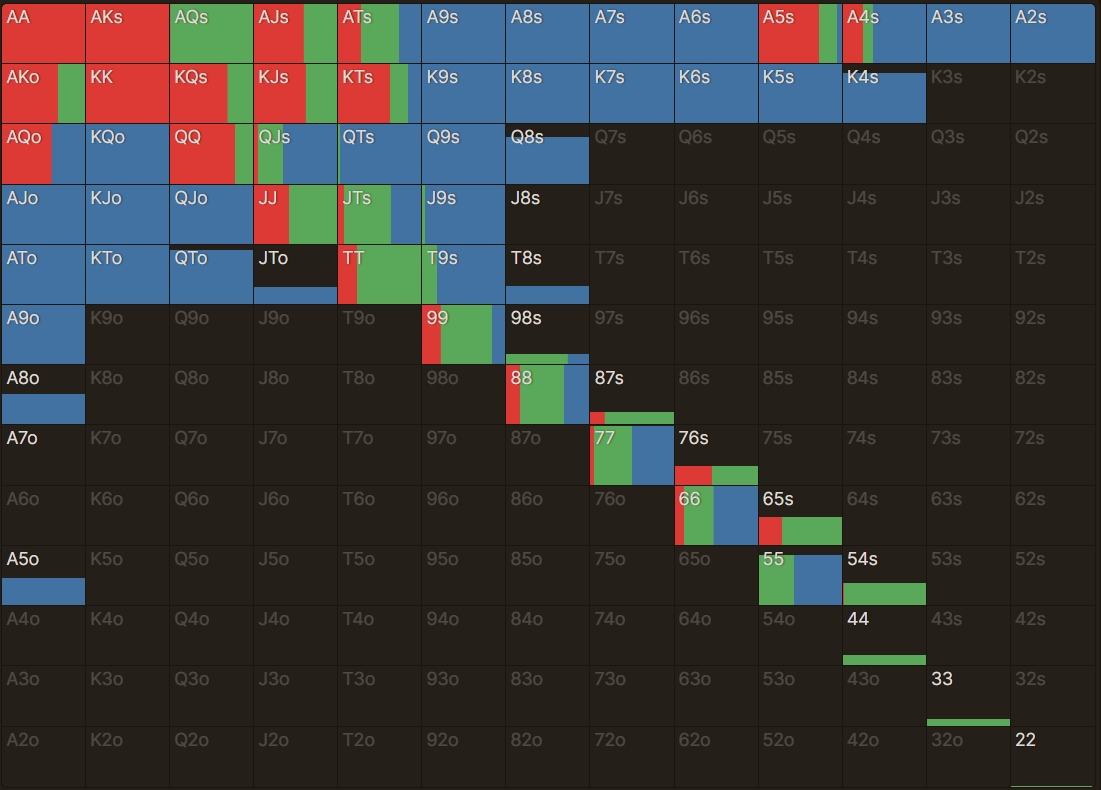 AA AKs AQs AJs ATs A9s A8s A7s A6s A5s A4s A3s A2s
AKo KK KQs KJs KTs K9s K8s K7s K6s K5s K4s K3s K2s
AQo KQo QQ QJs QTs Q9s Q8s Q7s Q6s Q5s Q4s Q3s Q2s
AJo KJo QJo JJ JTs J9s J8s J7s J6s J5s J4s J3s J2s
ATo KTo QTo JTo TT T9s T8s T7s T6s T5s T4s T3s T2s
A9o K9o Q9o J9o T9o 99 98s 97s 96s 95s 94s 93s 92s
A8o K8o Q8o J8o T8o 98o 88 87s 86s 85s 84s 83s 82s
A7o K7o Q7o J7o T7o 97o 87o 77 76s 75s 74s 73s 72s
A6o K6o Q6o J6o T6o 96o 86o 76o 66 65s 64s 63s 62s
A5o K5o Q5o J5o T5o 95o 85o 75o 65o 55 54s 53s 52s
A4o K4o Q4o J4o T4o 94o 84o 74o 64o 54o 44 43s 42s
A3o K3o Q3o J3o T3o 93o 83o 73o 63o 53o 43o 33 32s
A2o K2o Q2o J2o T2o 92o 82o 72o 62o 52o 42o 32o 22